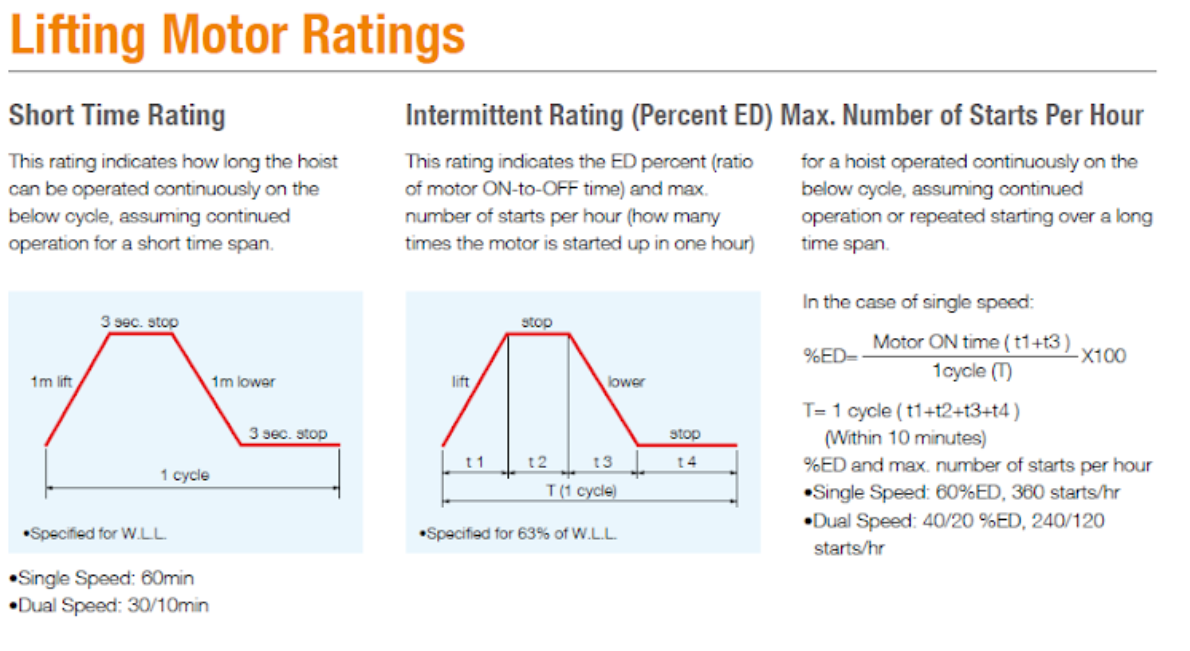 Lifting Motor Ratings
Short Time Rating
This rating indicates how long the hoist
can be operated continuously on the
below cycle, assuming continued
operation for a short time span.
3 sec. stop
1m lift
1m lower
3 sec. stop
1 cycle
•Specified for W.L.L.
•Single Speed: 60min
•Dual Speed: 30/10min
Intermittent Rating (Percent ED) Max. Number of Starts Per Hour
This rating indicates the ED percent (ratio
of motor ON-to-OFF time) and max.
number of starts per hour (how many
times the motor is started up in one hour)
for a hoist operated continuously on the
below cycle, assuming continued
operation or repeated starting over a long
time span.
stop
lift
lower
stop
t1 t2 t3 t4
T (1 cycle)
•Specified for 63% of W.L.L.
In the case of single speed:
%ED= Motor ON time ( t1+t3 ) X100
1cycle (T)
T= 1 cycle ( t1+t2+t3+t4 )
(Within 10 minutes)
%ED and max. number of starts per hour
•Single Speed: 60%ED, 360 starts/hr
•Dual Speed: 40/20 %ED, 240/120
starts/hr